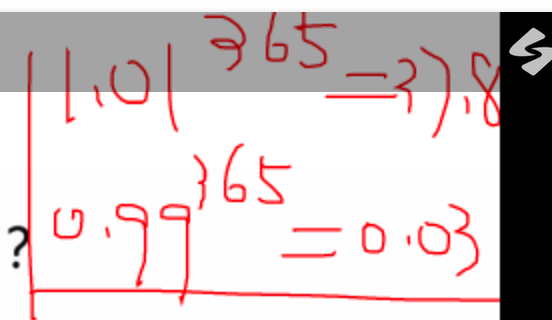 1.01^365 = 37.8
? 0.99^365 = 0.03